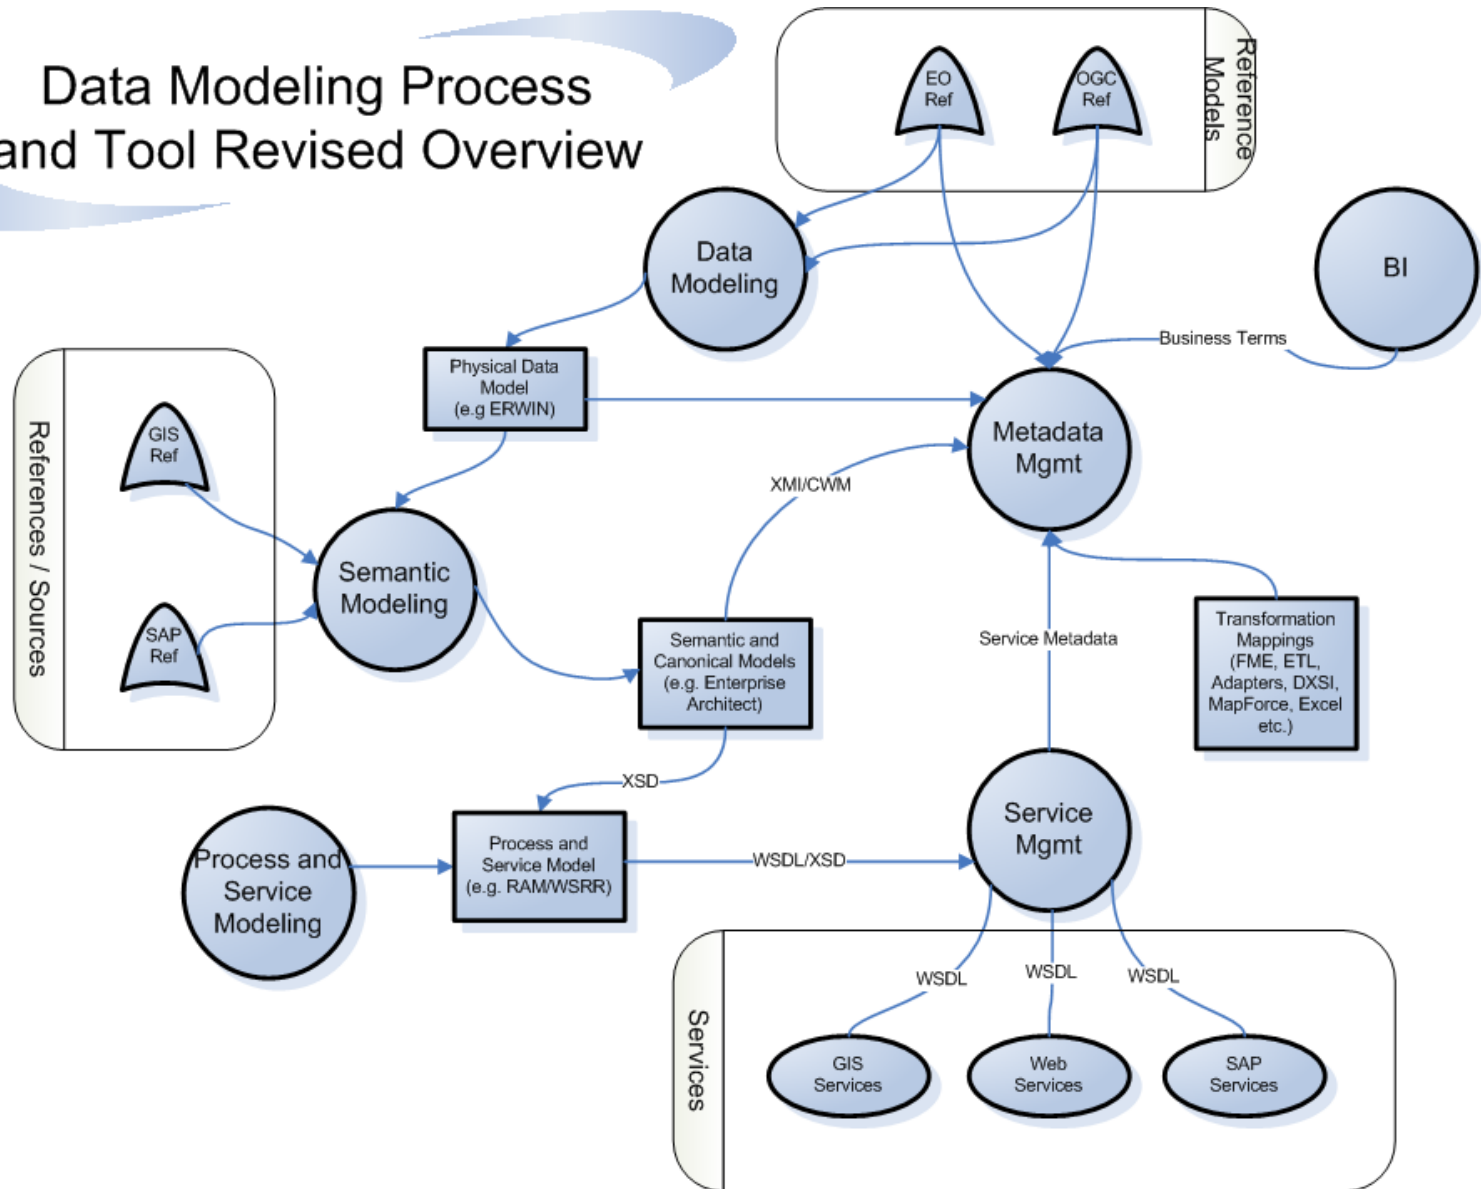 Data Modeling Process
and Tool Revised Overview
EO
Ref
OGC
Ref
Reference
Models
Data
Modeling
BI
Business Terms
Physical Data
Model
(e.g ERWIN)
Metadata
Mgmt
References / Sources
GIS
Ref
SAP
Ref
XMI/CWM
Semantic
Modeling
Semantic and
Canonical Models
(e.g. Enterprise
Architect)
Service Metadata
Transformation
Mappings
(FME, ETL,
Adapters, DXSI,
MapForce, Excel
etc.)
XSD
Process and
Service
Modeling
Process and
Service Model
(e.g. RAM/WSRR)
WSDL/XSD
Service
Mgmt
WSDL
WSDL
WSDL
Services
GIS
Services
Web
Services
SAP
Services